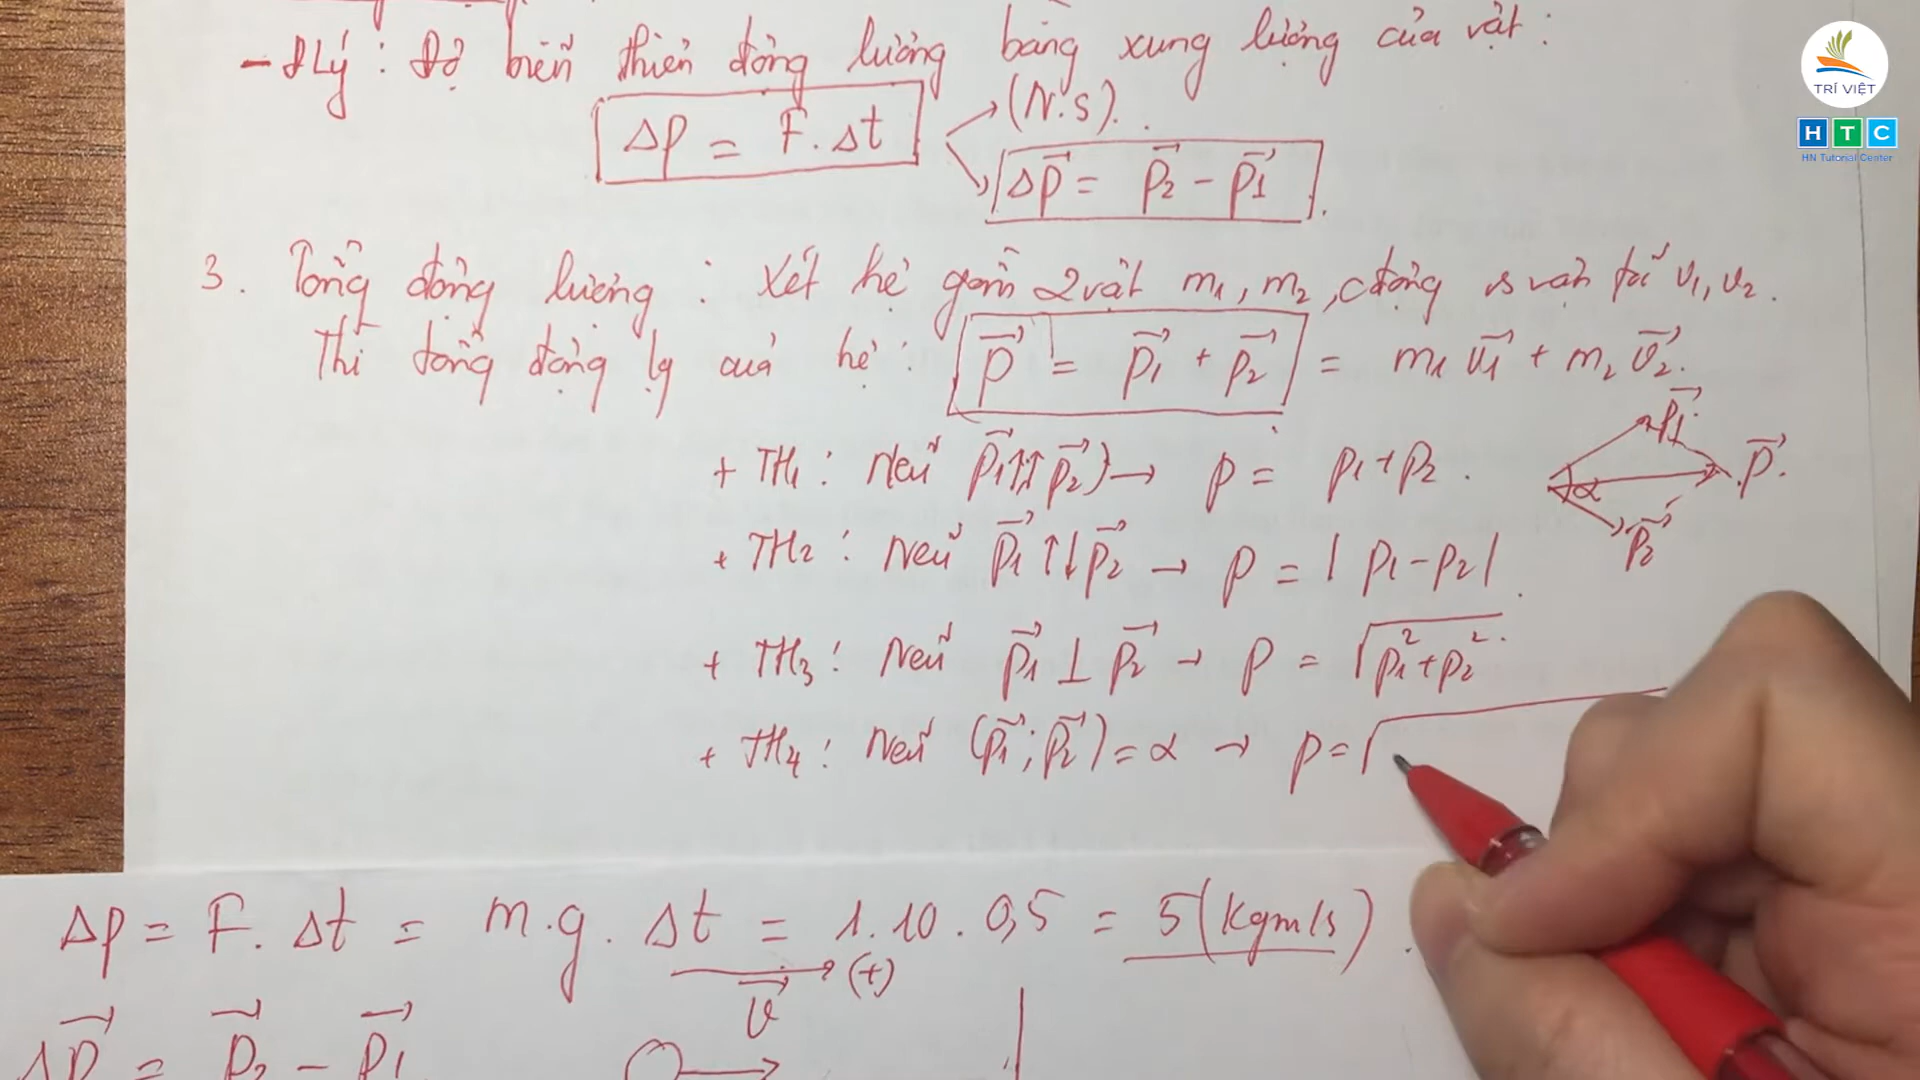 - Đlý : Độ biến thiên động lượng bằng xung lượng của vật :
Δp = F.Δt
(N.s).
Δp⃗ = p⃗2 - p⃗1
3. Tổng động lượng : Xét hệ gồm 2 vật m1, m2, cđộng vs vận tốc v1, v2.
Thì tổng động lg của hệ : p⃗ = p⃗1 + p⃗2 = m1 v⃗1 + m2 v⃗2.
+ TH1 : Nếu p⃗1 ↑↑ p⃗2 → p = p1 + p2.
+ TH2 : Nếu p⃗1 ↑↓ p⃗2 → p = |p1 - p2|
+ TH3 : Nếu p⃗1 ⊥ p⃗2 → p = √(p1² + p2²).
+ TH4 : Nếu (p⃗1; p⃗2) = α → p = √
p⃗1
p⃗.
α
p⃗2
Δp = F.Δt = m.g.Δt = 1.10.0,5 = 5 (kgm/s).
(+)
v⃗
Δp⃗ = p⃗2 - p⃗1
TRÍ VIỆT
HTC
HN Tutorial Center